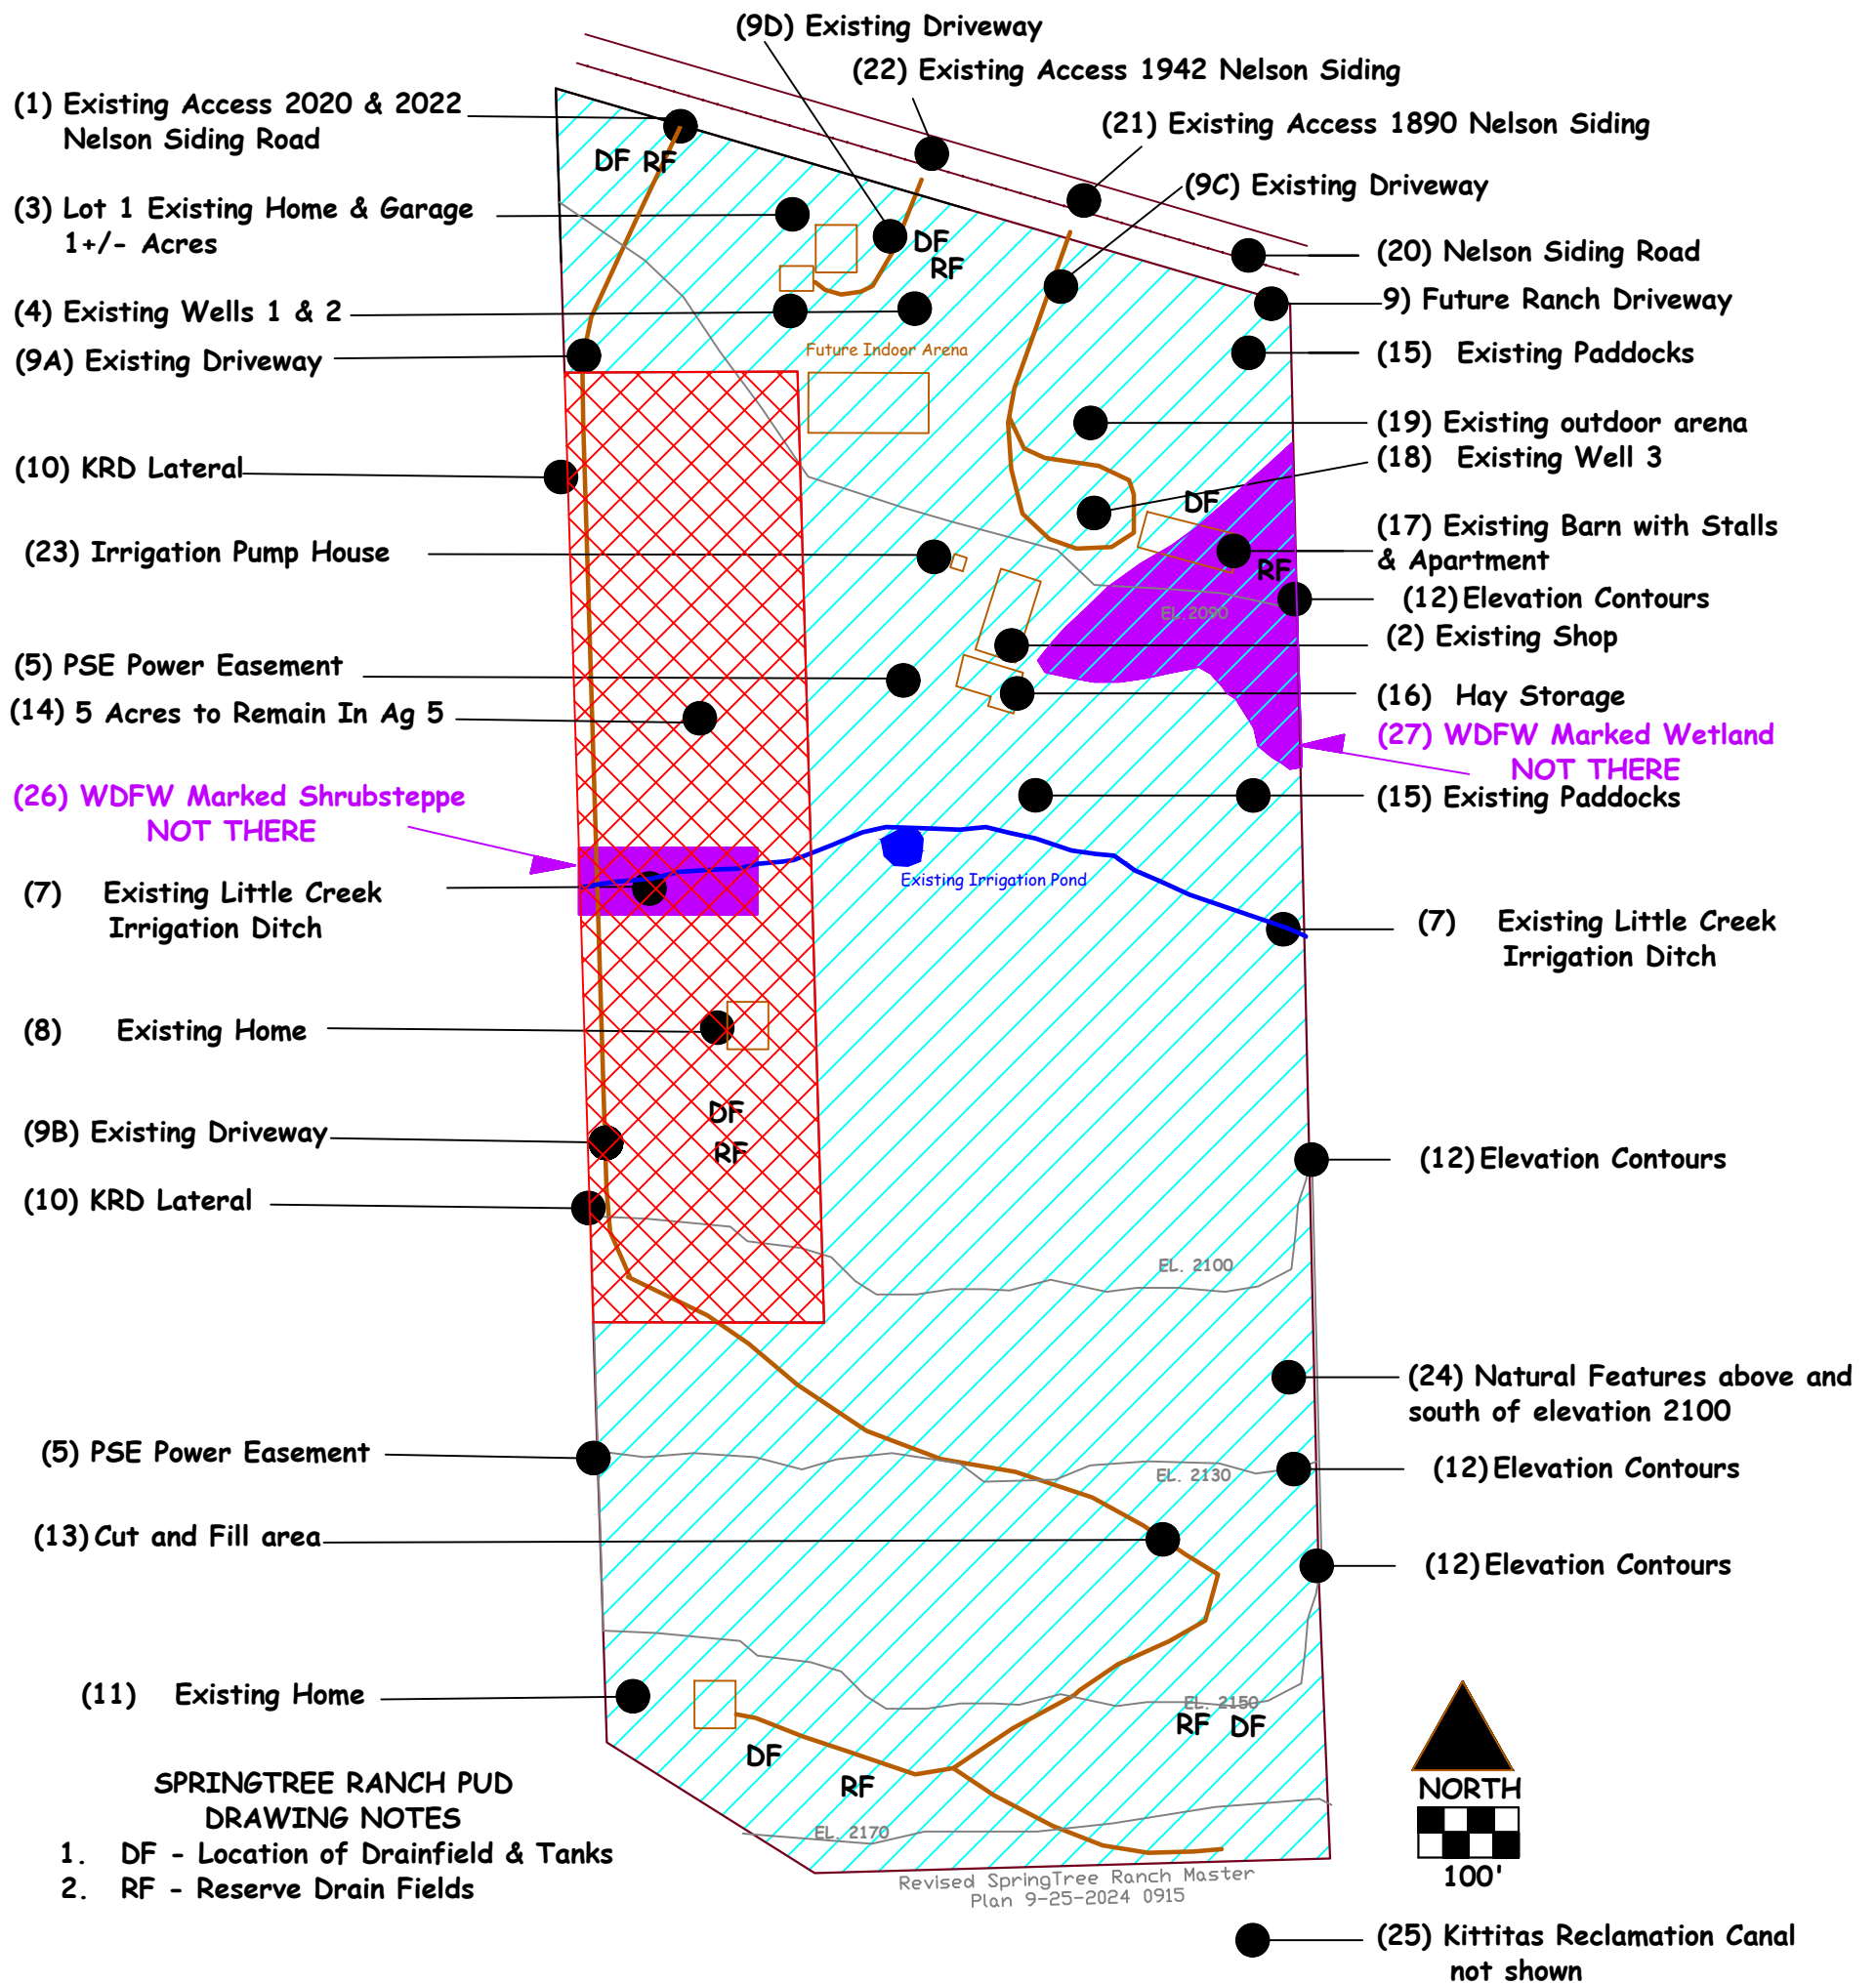 (9D) Existing Driveway
(22) Existing Access 1942 Nelson Siding
(1) Existing Access 2020 & 2022
Nelson Siding Road
(21) Existing Access 1890 Nelson Siding
DF RF
(9C) Existing Driveway
(3) Lot 1 Existing Home & Garage
1+/- Acres
DF
RF
(20) Nelson Siding Road
9) Future Ranch Driveway
(4) Existing Wells 1 & 2
Future Indoor Arena
(15) Existing Paddocks
(9A) Existing Driveway
(19) Existing outdoor arena
(18) Existing Well 3
(10) KRD Lateral
DF
(17) Existing Barn with Stalls
& Apartment
(23) Irrigation Pump House
RF
(12) Elevation Contours
EL.2090
(2) Existing Shop
(5) PSE Power Easement
(16) Hay Storage
(14) 5 Acres to Remain In Ag 5
(27) WDFW Marked Wetland
NOT THERE
(26) WDFW Marked Shrubsteppe
NOT THERE
(15) Existing Paddocks
Existing Irrigation Pond
(7) Existing Little Creek
Irrigation Ditch
(7) Existing Little Creek
Irrigation Ditch
(8) Existing Home
DF
RF
(9B) Existing Driveway
(12) Elevation Contours
(10) KRD Lateral
EL. 2100
(24) Natural Features above and
south of elevation 2100
(5) PSE Power Easement
EL. 2130
(12) Elevation Contours
(13) Cut and Fill area
(12) Elevation Contours
(11) Existing Home
EL. 2150
RF DF
DF
RF
EL. 2170
NORTH
100'
SPRINGTREE RANCH PUD
DRAWING NOTES
1. DF - Location of Drainfield & Tanks
2. RF - Reserve Drain Fields
Revised SpringTree Ranch Master
Plan 9-25-2024 0915
(25) Kittitas Reclamation Canal
not shown